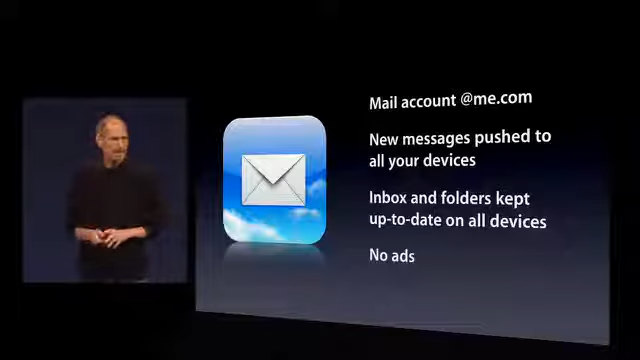 Mail account @me.com
New messages pushed to
all your devices
Inbox and folders kept
up-to-date on all devices
No ads